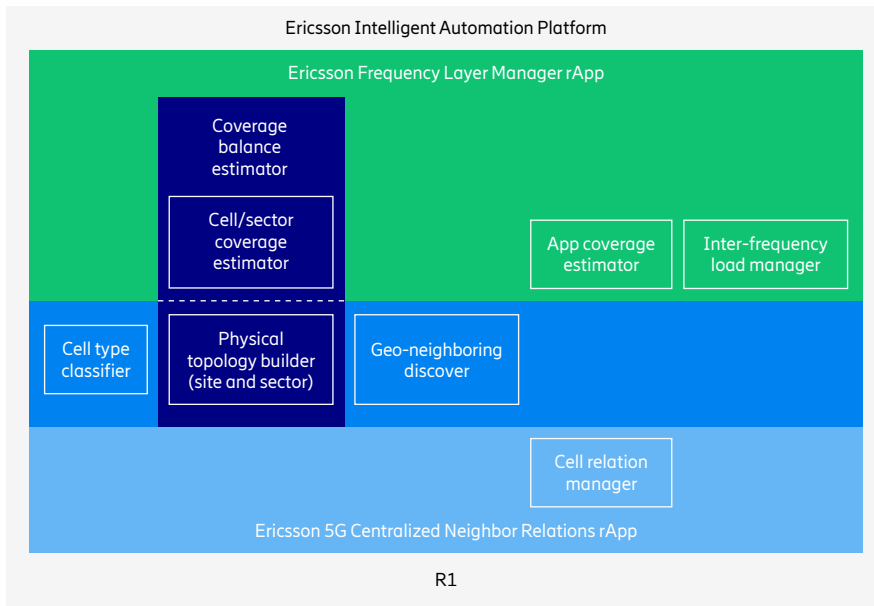 Ericsson Intelligent Automation Platform
Ericsson Frequency Layer Manager rApp
Coverage
balance
estimator
Cell/sector
coverage
estimator
App coverage
estimator
Inter-frequency
load manager
Cell type
classifier
Physical
topology builder
(site and sector)
Geo-neighboring
discover
Cell relation
manager
Ericsson 5G Centralized Neighbor Relations rApp
R1